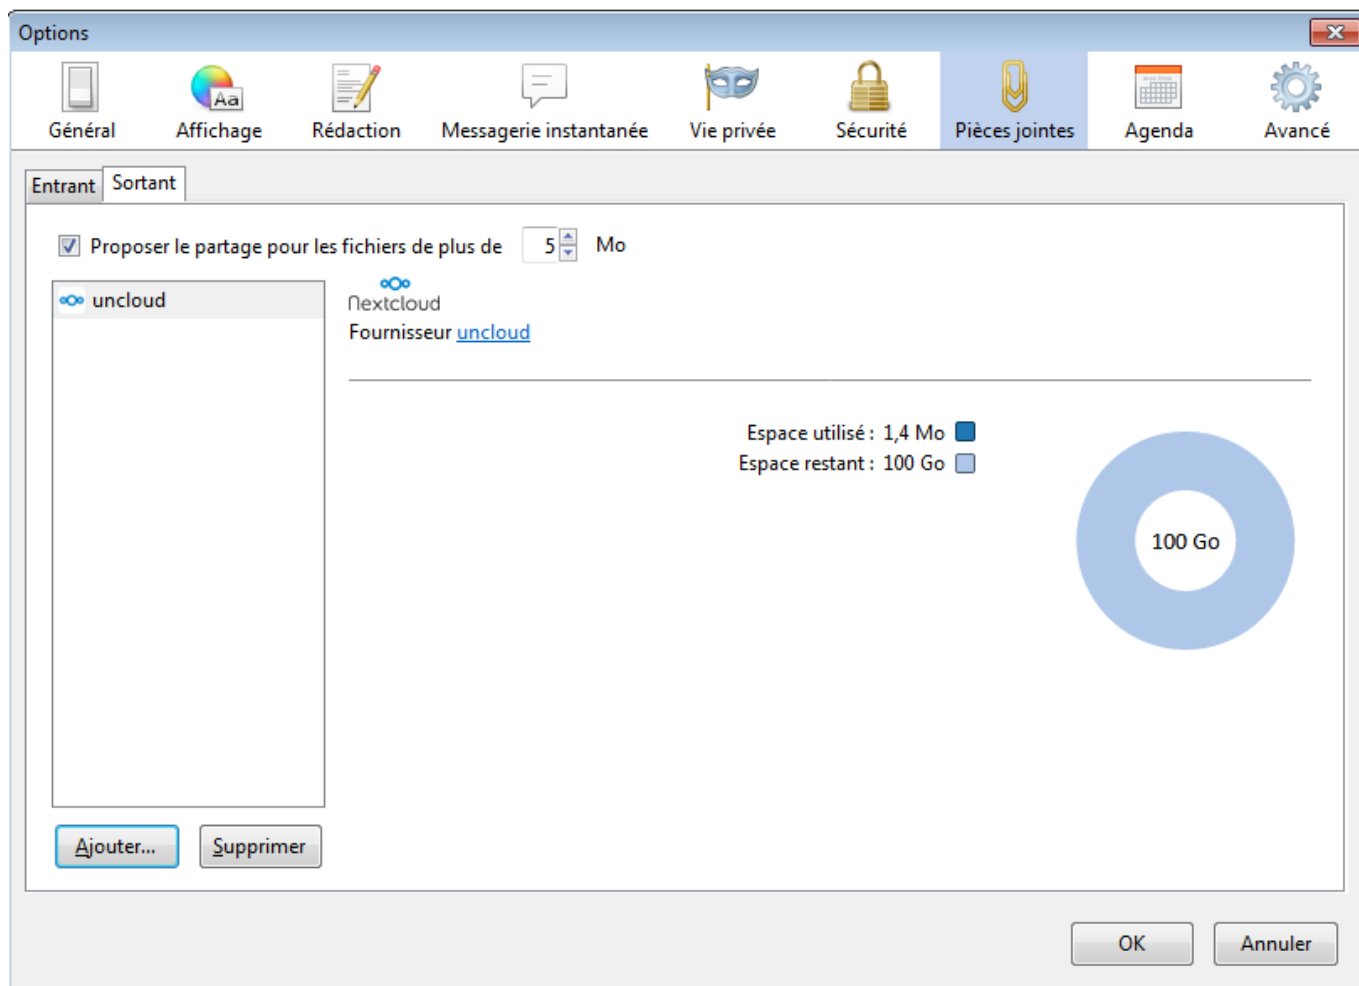 Options
Général Affichage Rédaction Messagerie instantanée Vie privée Sécurité Pièces jointes Agenda Avancé
Entrant Sortant
Proposer le partage pour les fichiers de plus de 5 Mo
uncloud
Nextcloud
Fournisseur uncloud
Espace utilisé : 1,4 Mo
Espace restant : 100 Go
100 Go
Ajouter... Supprimer
OK Annuler